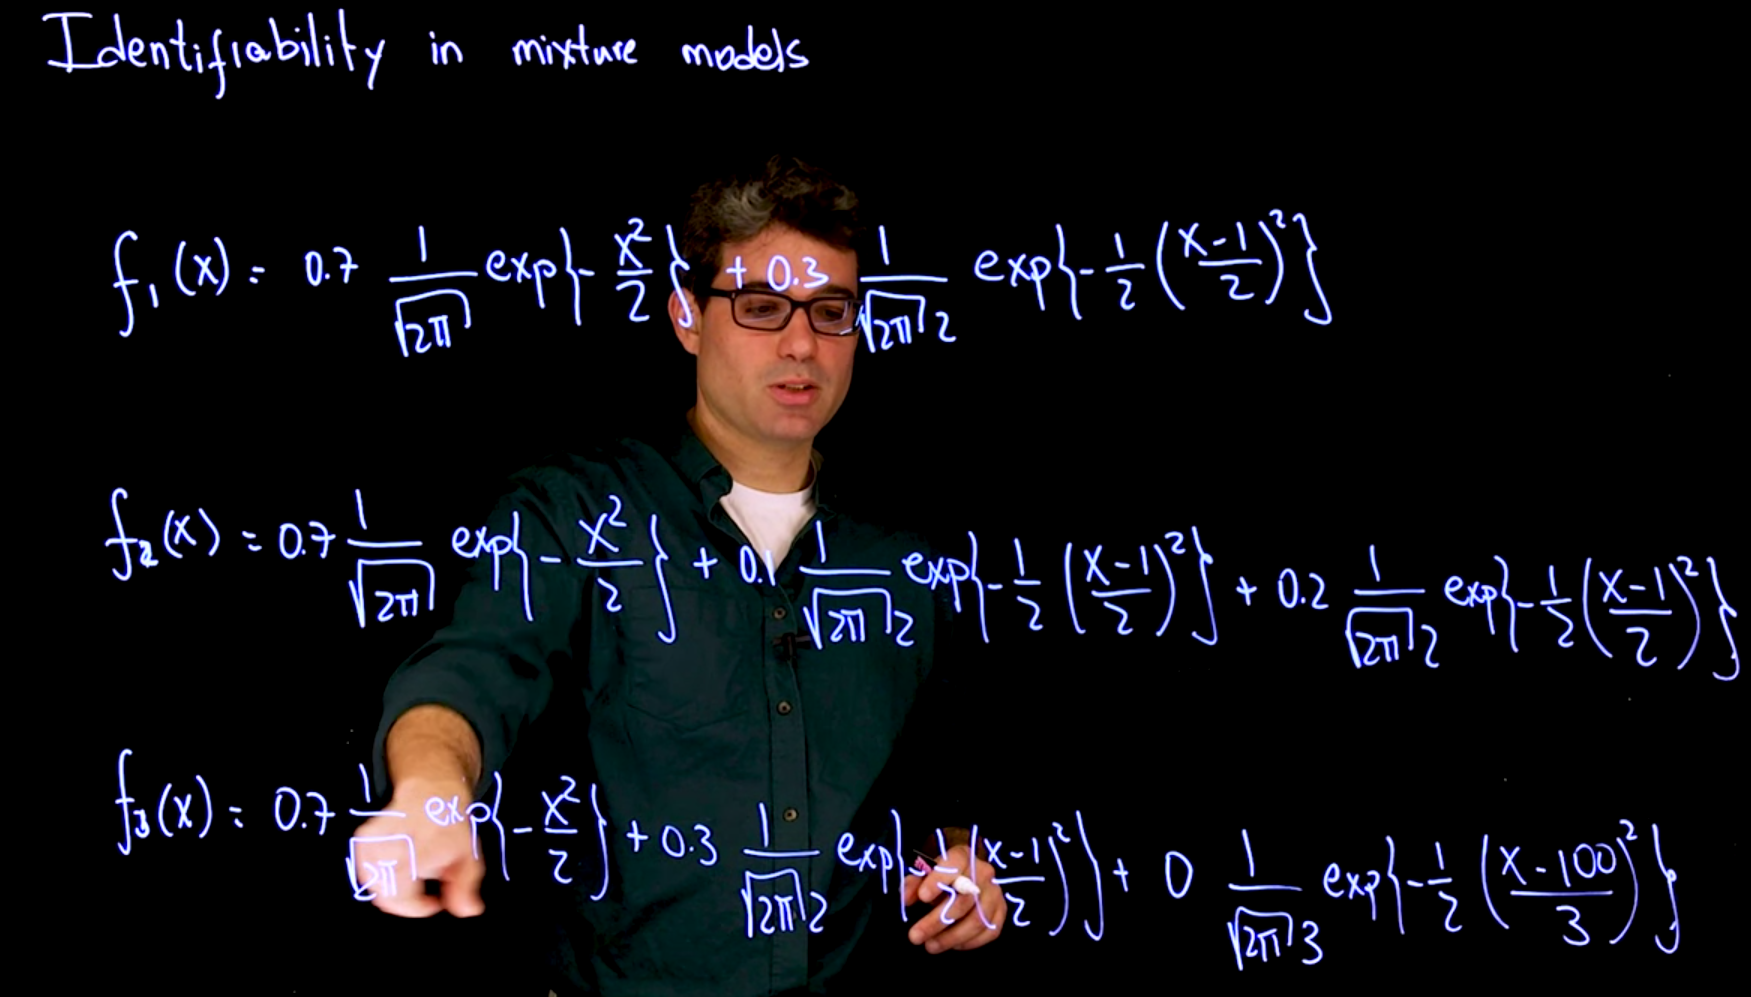 Identifiability in mixture models
f₁(x) = 0.7 1/√2π exp{-x²/2} + 0.3 1/(√2π 2) exp{-1/2((x-1)/2)²}
f₂(x) = 0.7 1/√2π exp{-x²/2} + 0.1 1/(√2π 2) exp{-1/2((x-1)/2)²} + 0.2 1/(√2π 2) exp{-1/2((x-1)/2)²}
f₃(x) = 0.7 1/√2π exp{-x²/2} + 0.3 1/(√2π 2) exp{-1/2((x-1)/2)²} + 0 1/(√2π 3) exp{-1/2((x-100)/3)²}